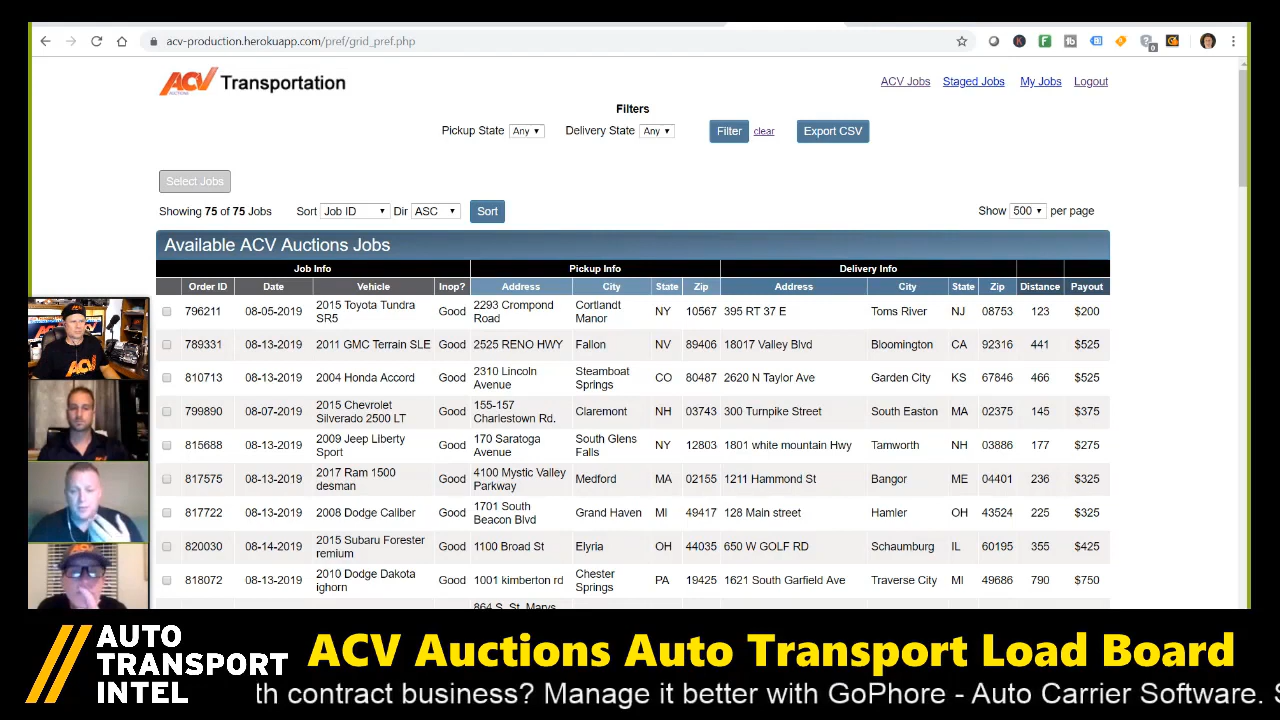 acv-production.herokuapp.com/pref/grid_pref.php
ACV AUCTIONS Transportation
ACV Jobs Staged Jobs My Jobs Logout
Filters
Pickup State Any Delivery State Any Filter clear Export CSV
Select Jobs
Showing 75 of 75 Jobs Sort Job ID Dir ASC Sort Show 500 per page
Available ACV Auctions Jobs
Job Info Pickup Info Delivery Info
Order ID Date Vehicle Inop? Address City State Zip Address City State Zip Distance Payout
796211 08-05-2019 2015 Toyota Tundra SR5 Good 2293 Crompond Road Cortlandt Manor NY 10567 395 RT 37 E Toms River NJ 08753 123 $200
789331 08-13-2019 2011 GMC Terrain SLE Good 2525 RENO HWY Fallon NV 89406 18017 Valley Blvd Bloomington CA 92316 441 $525
810713 08-13-2019 2004 Honda Accord Good 2310 Lincoln Avenue Steamboat Springs CO 80487 2620 N Taylor Ave Garden City KS 67846 466 $525
799890 08-07-2019 2015 Chevrolet Silverado 2500 LT Good 155-157 Charlestown Rd. Claremont NH 03743 300 Turnpike Street South Easton MA 02375 145 $375
815688 08-13-2019 2009 Jeep Liberty Sport Good 170 Saratoga Avenue South Glens Falls NY 12803 1801 white mountain Hwy Tamworth NH 03886 177 $275
817575 08-13-2019 2017 Ram 1500 desman Good 4100 Mystic Valley Parkway Medford MA 02155 1211 Hammond St Bangor ME 04401 236 $325
817722 08-13-2019 2008 Dodge Caliber Good 1701 South Beacon Blvd Grand Haven MI 49417 128 Main street Hamler OH 43524 225 $325
820030 08-14-2019 2015 Subaru Forester remium Good 1100 Broad St Elyria OH 44035 650 W GOLF RD Schaumburg IL 60195 355 $425
818072 08-13-2019 2010 Dodge Dakota ighorn Good 1001 kimberton rd Chester Springs PA 19425 1621 South Garfield Ave Traverse City MI 49686 790 $750
864 S. St. Marys
AUTO TRANSPORT INTEL
ACV Auctions Auto Transport Load Board
th contract business? Manage it better with GoPhore - Auto Carrier Software. S